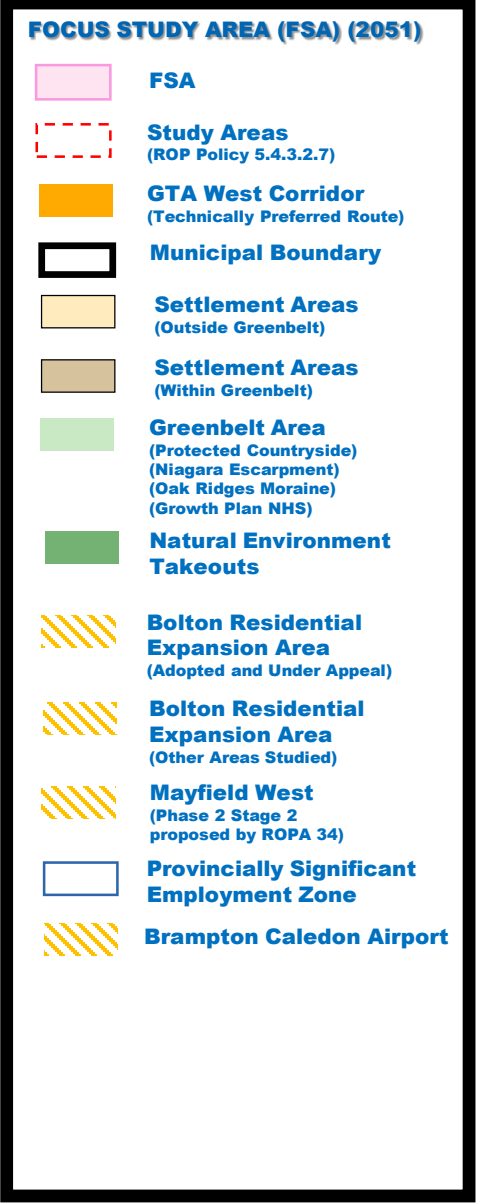 FOCUS STUDY AREA (FSA) (2051)
FSA
Study Areas
(ROP Policy 5.4.3.2.7)
GTA West Corridor
(Technically Preferred Route)
Municipal Boundary
Settlement Areas
(Outside Greenbelt)
Settlement Areas
(Within Greenbelt)
Greenbelt Area
(Protected Countryside)
(Niagara Escarpment)
(Oak Ridges Moraine)
(Growth Plan NHS)
Natural Environment
Takeouts
Bolton Residential
Expansion Area
(Adopted and Under Appeal)
Bolton Residential
Expansion Area
(Other Areas Studied)
Mayfield West
(Phase 2 Stage 2
proposed by ROPA 34)
Provincially Significant
Employment Zone
Brampton Caledon Airport